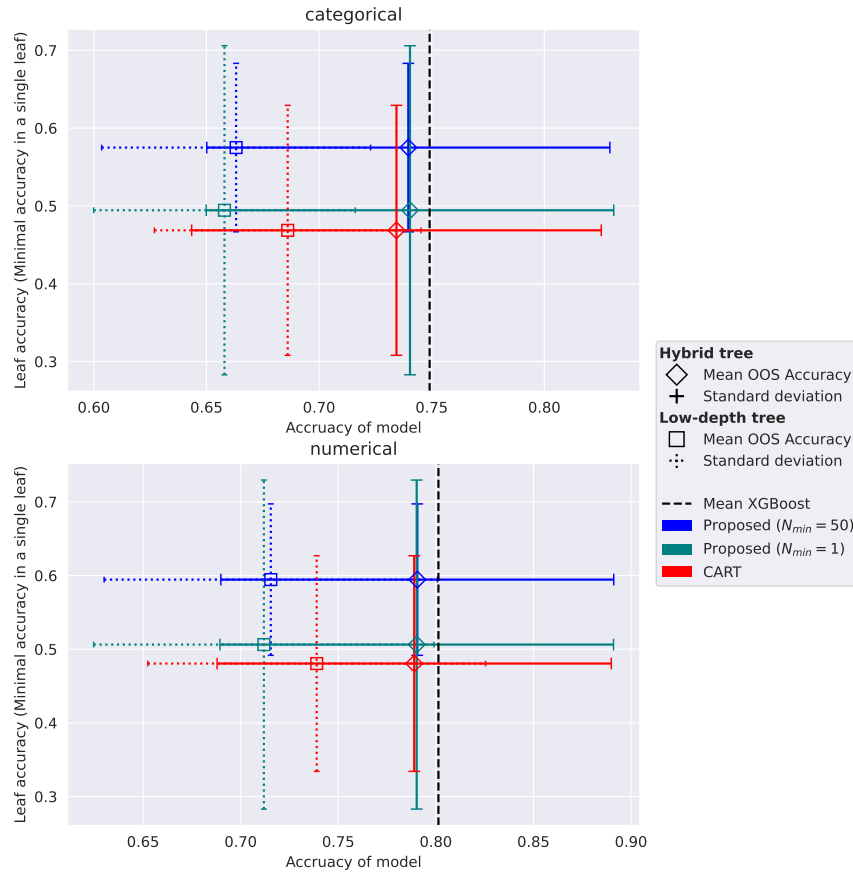 categorical
Leaf accuracy (Minimal accuracy in a single leaf)
0.7
0.6
0.5
0.4
0.3
0.60
0.65
0.70
0.75
0.80
Accruacy of model
numerical
Leaf accuracy (Minimal accuracy in a single leaf)
0.7
0.6
0.5
0.4
0.3
0.65
0.70
0.75
0.80
0.85
0.90
Accruacy of model
Hybrid tree
Mean OOS Accuracy
Standard deviation
Low-depth tree
Mean OOS Accuracy
Standard deviation
Mean XGBoost
Proposed (N_min = 50)
Proposed (N_min = 1)
CART